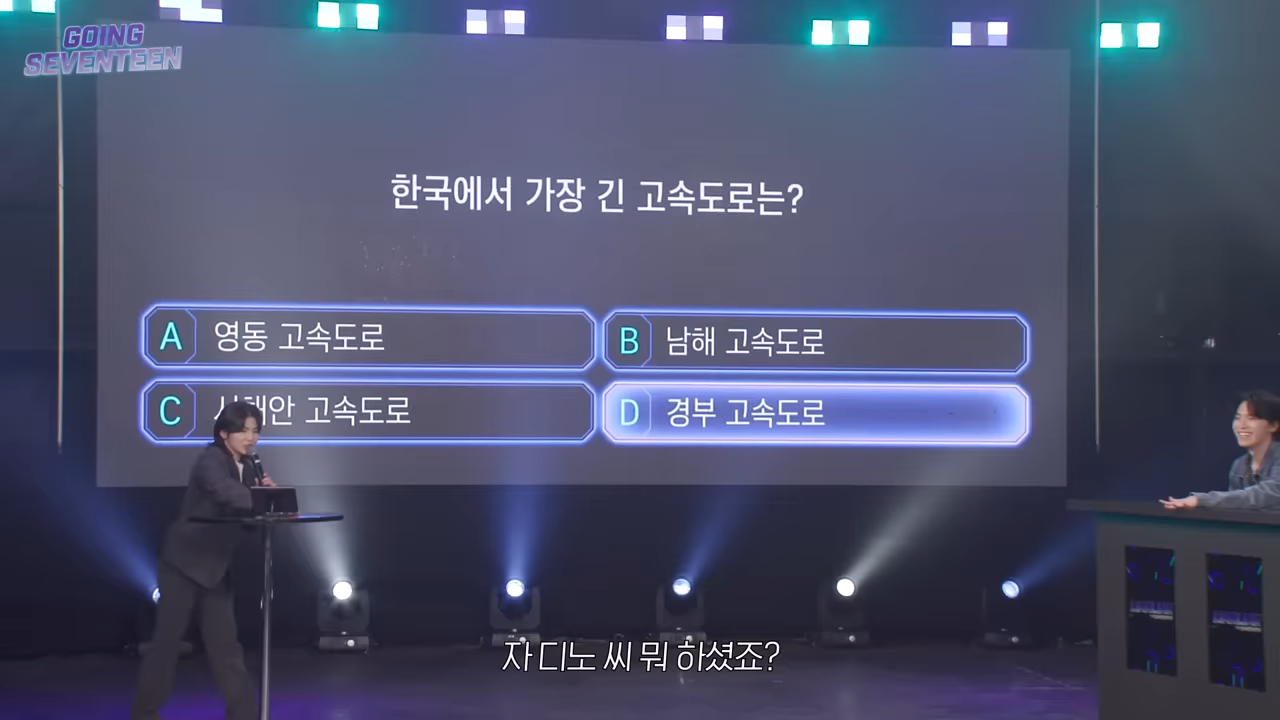 GOING
SEVENTEEN
한국에서 가장 긴 고속도로는?
A 영동 고속도로
B 남해 고속도로
C 서해안 고속도로
D 경부 고속도로
자 디노 씨 뭐 하셨죠?